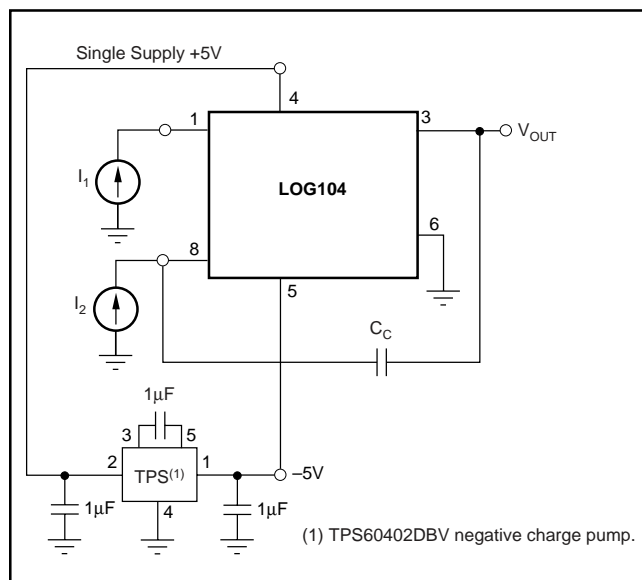 Single Supply +5V
4
1
3
V_OUT
I_1
LOG104
6
8
I_2
5
C_C
1µF
3
5
2
TPS(1)
1
–5V
1µF
4
1µF
(1) TPS60402DBV negative charge pump.